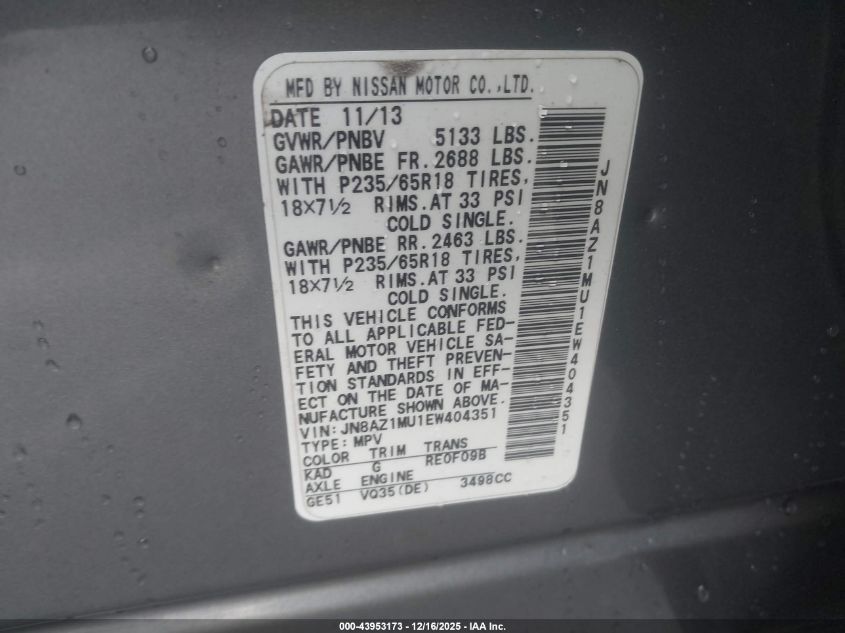 MFD BY NISSAN MOTOR CO.,LTD.
DATE 11/13
GVWR/PNBV 5133 LBS.
GAWR/PNBE FR. 2688 LBS.
WITH P235/65R18 TIRES,
18X7½ RIMS. AT 33 PSI
COLD SINGLE.
GAWR/PNBE RR. 2463 LBS.
WITH P235/65R18 TIRES,
18X7½ RIMS. AT 33 PSI
COLD SINGLE.
THIS VEHICLE CONFORMS
TO ALL APPLICABLE FED-
ERAL MOTOR VEHICLE SA-
FETY AND THEFT PREVEN-
TION STANDARDS IN EFF-
ECT ON THE DATE OF MA-
NUFACTURE SHOWN ABOVE.
VIN: JN8AZ1MU1EW404351
TYPE: MPV
COLOR TRIM TRANS
KAD G RE0F09B
AXLE ENGINE
GE51 VQ35(DE) 3498CC
JN8AZ1MU1EW404351
000-43953173 - 12/16/2025 - IAA Inc.